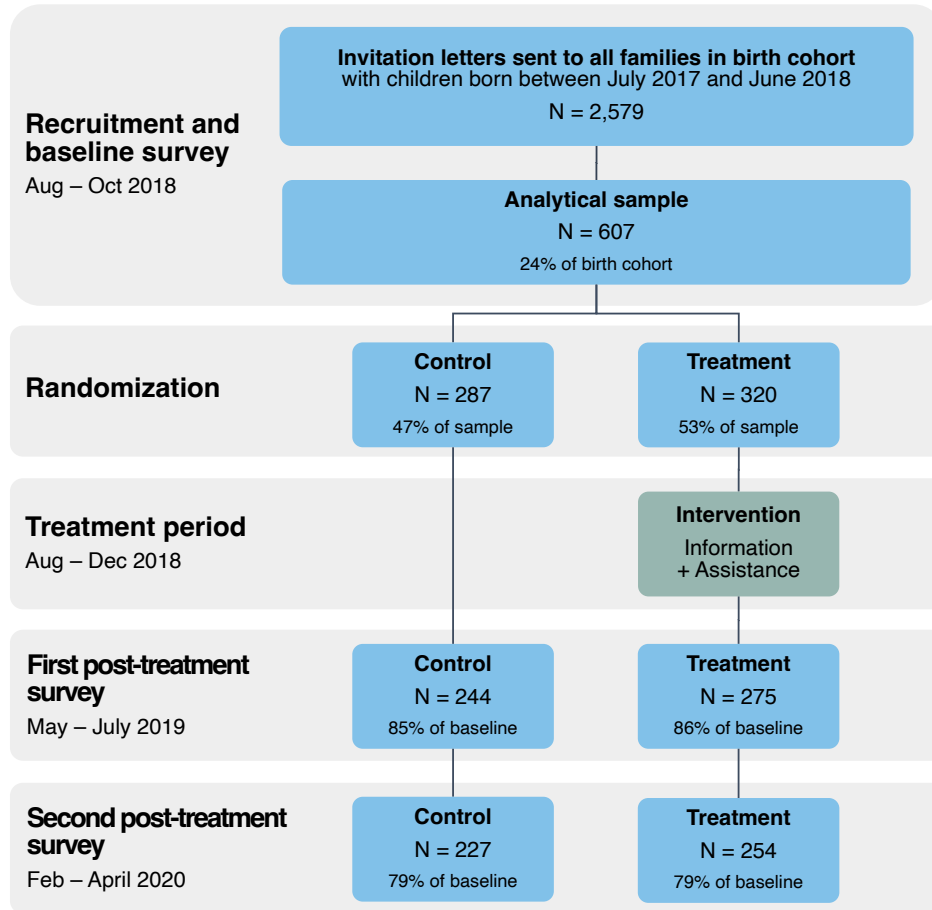 Recruitment and
baseline survey
Aug – Oct 2018
Invitation letters sent to all families in birth cohort
with children born between July 2017 and June 2018
N = 2,579
Analytical sample
N = 607
24% of birth cohort
Randomization
Control
N = 287
47% of sample
Treatment
N = 320
53% of sample
Treatment period
Aug – Dec 2018
Intervention
Information
+ Assistance
First post-treatment
survey
May – July 2019
Control
N = 244
85% of baseline
Treatment
N = 275
86% of baseline
Second post-treatment
survey
Feb – April 2020
Control
N = 227
79% of baseline
Treatment
N = 254
79% of baseline